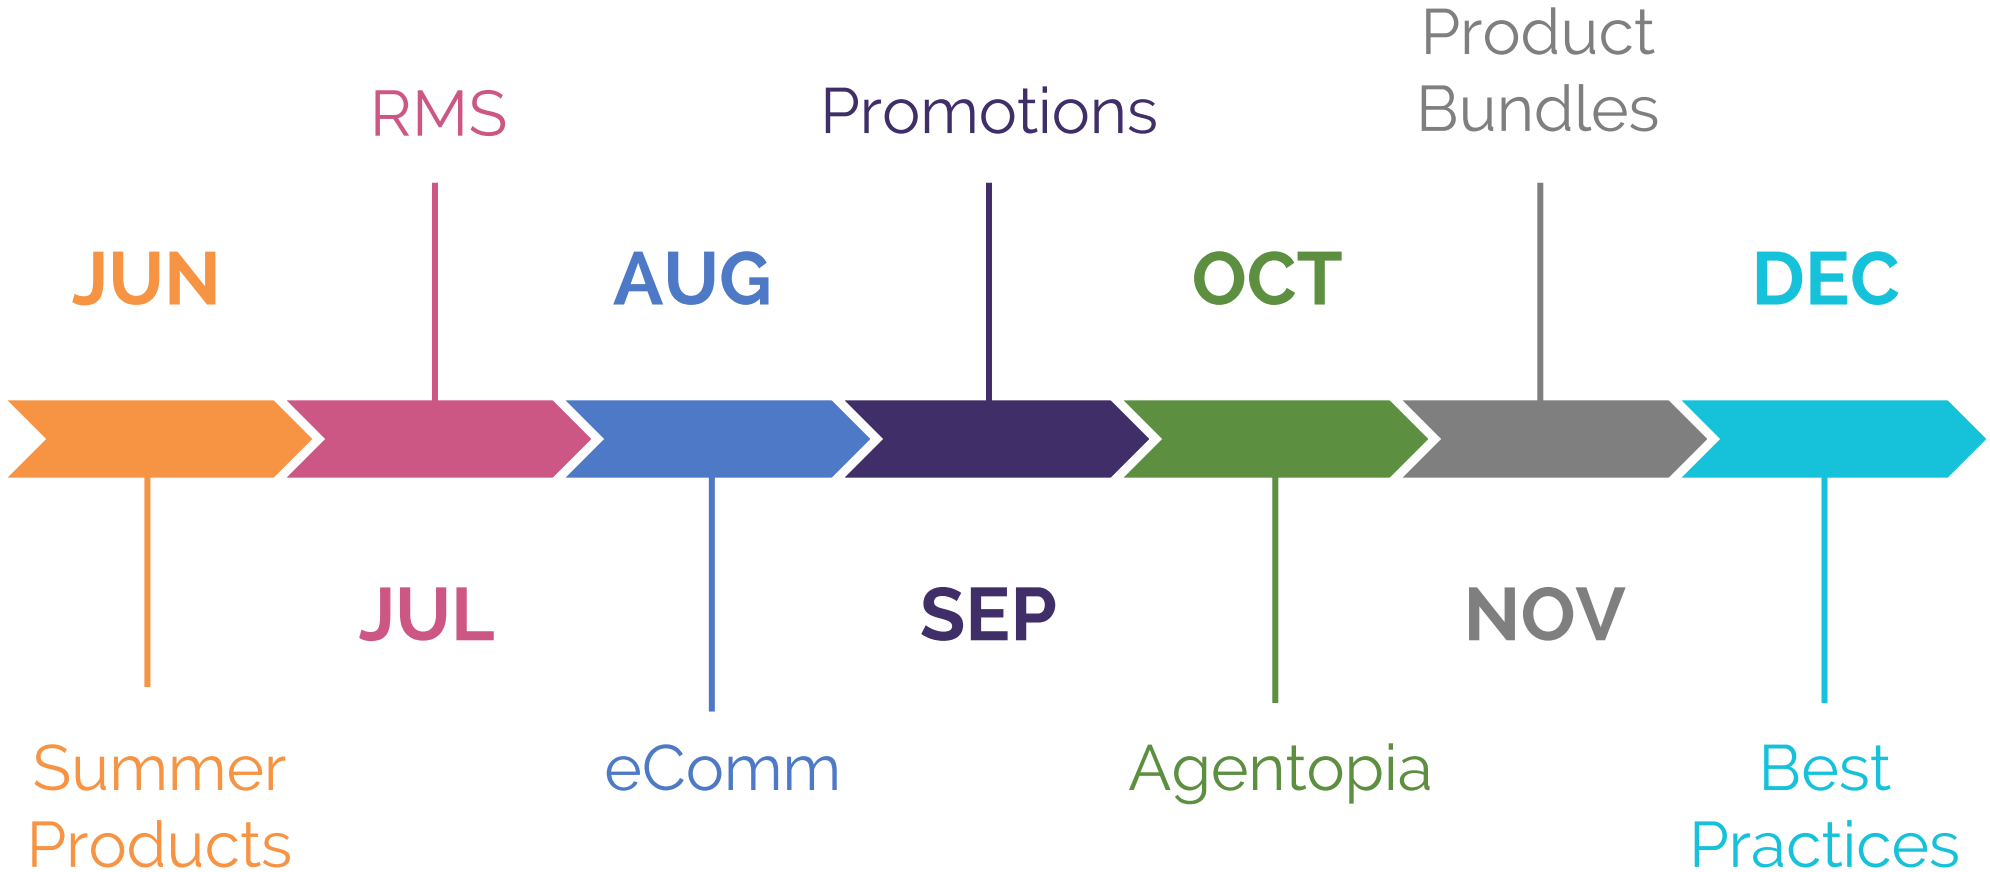 Product
Bundles
RMS
Promotions
JUN
AUG
OCT
DEC
JUL
SEP
NOV
Summer
Products
eComm
Agentopia
Best
Practices